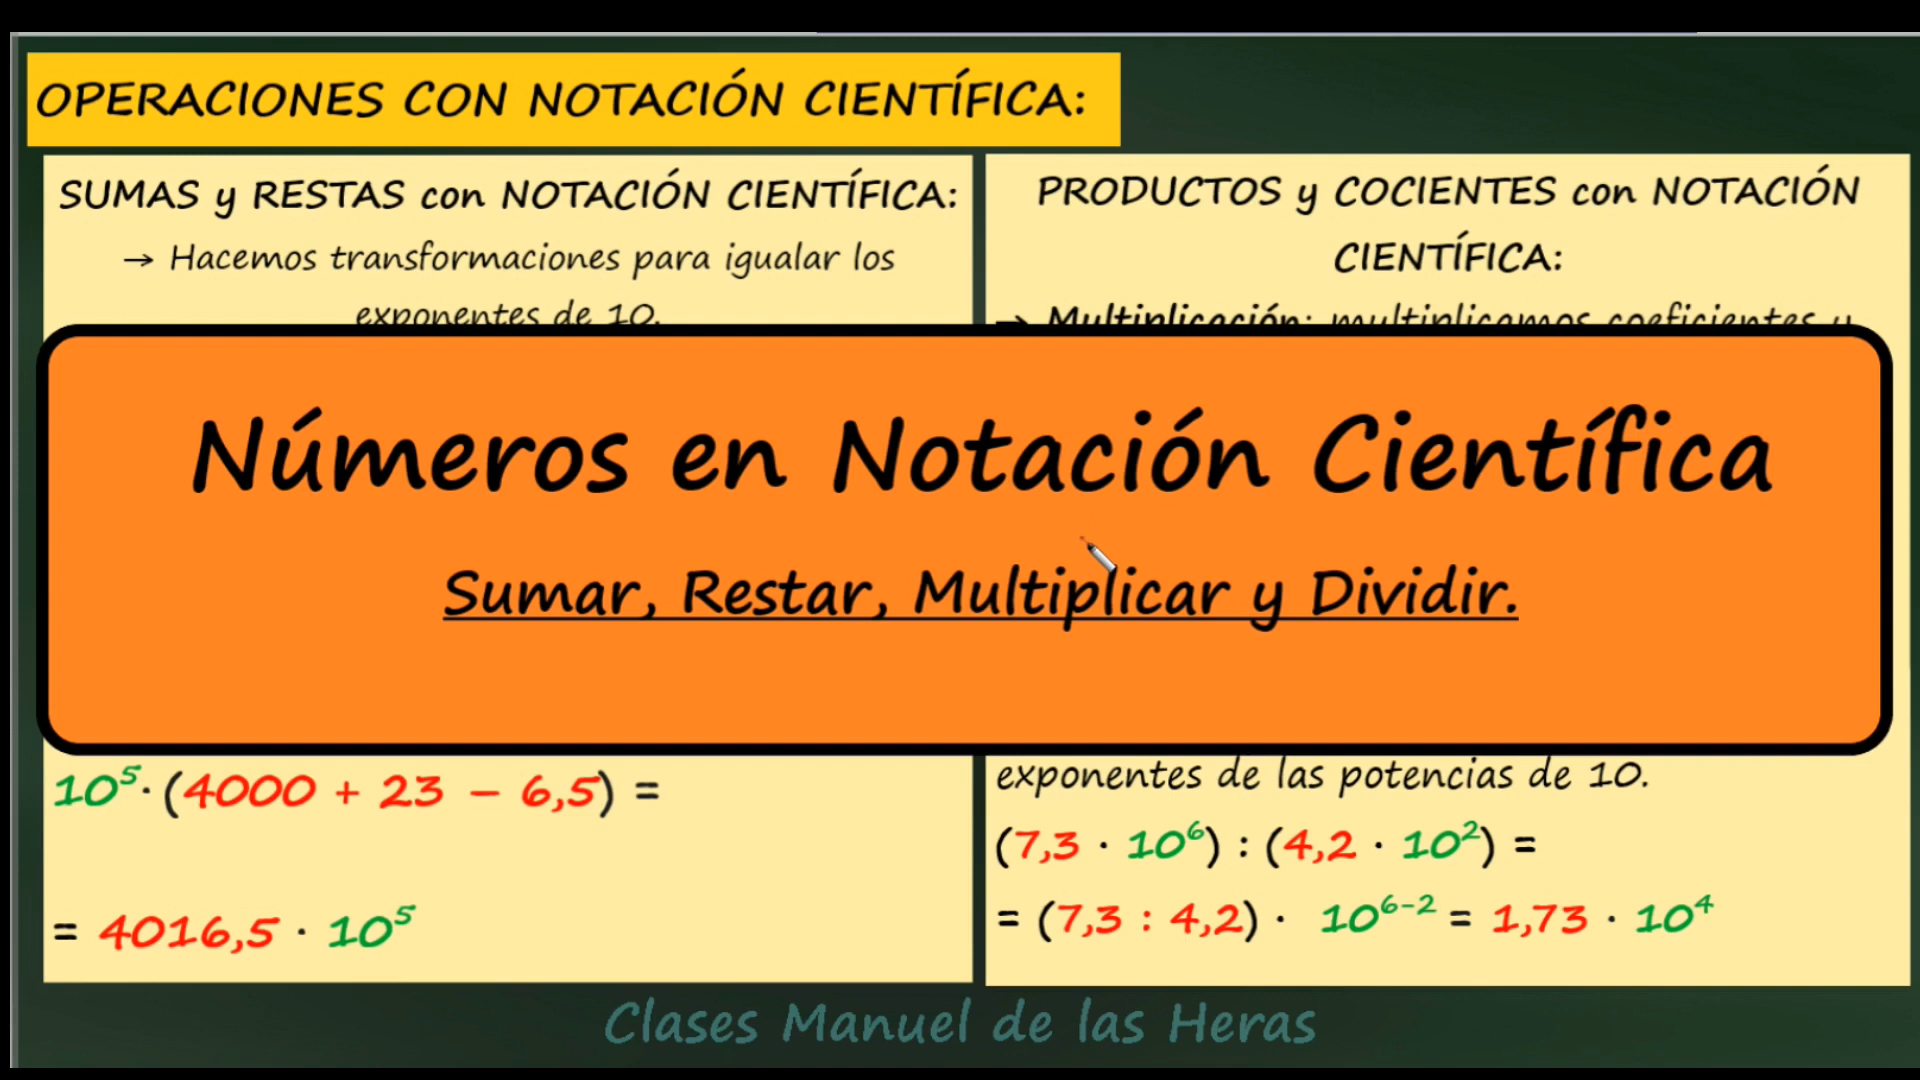 OPERACIONES CON NOTACIÓN CIENTÍFICA:
SUMAS y RESTAS con NOTACIÓN CIENTÍFICA:
→ Hacemos transformaciones para igualar los
exponentes de 10.
PRODUCTOS y COCIENTES con NOTACIÓN
CIENTÍFICA:
→ Multiplicación: multiplicamos coeficientes y
Números en Notación Científica
Sumar, Restar, Multiplicar y Dividir.
10⁵· (4000 + 23 − 6,5) =
= 4016,5 · 10⁵
exponentes de las potencias de 10.
(7,3 · 10⁶) : (4,2 · 10²) =
= (7,3 : 4,2) · 10⁶⁻² = 1,73 · 10⁴
Clases Manuel de las Heras